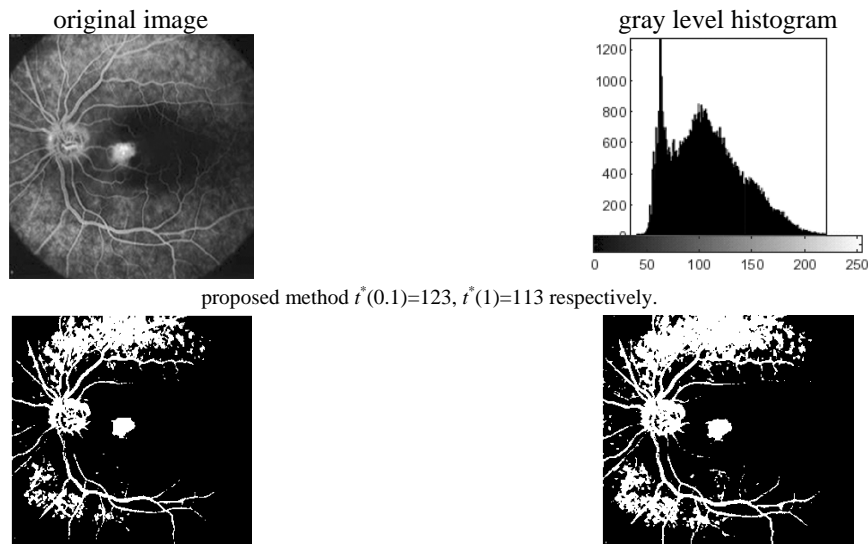 original image
gray level histogram
1200
1000
800
600
400
200
0
0 50 100 150 200 250
proposed method t*(0.1)=123, t*(1)=113 respectively.